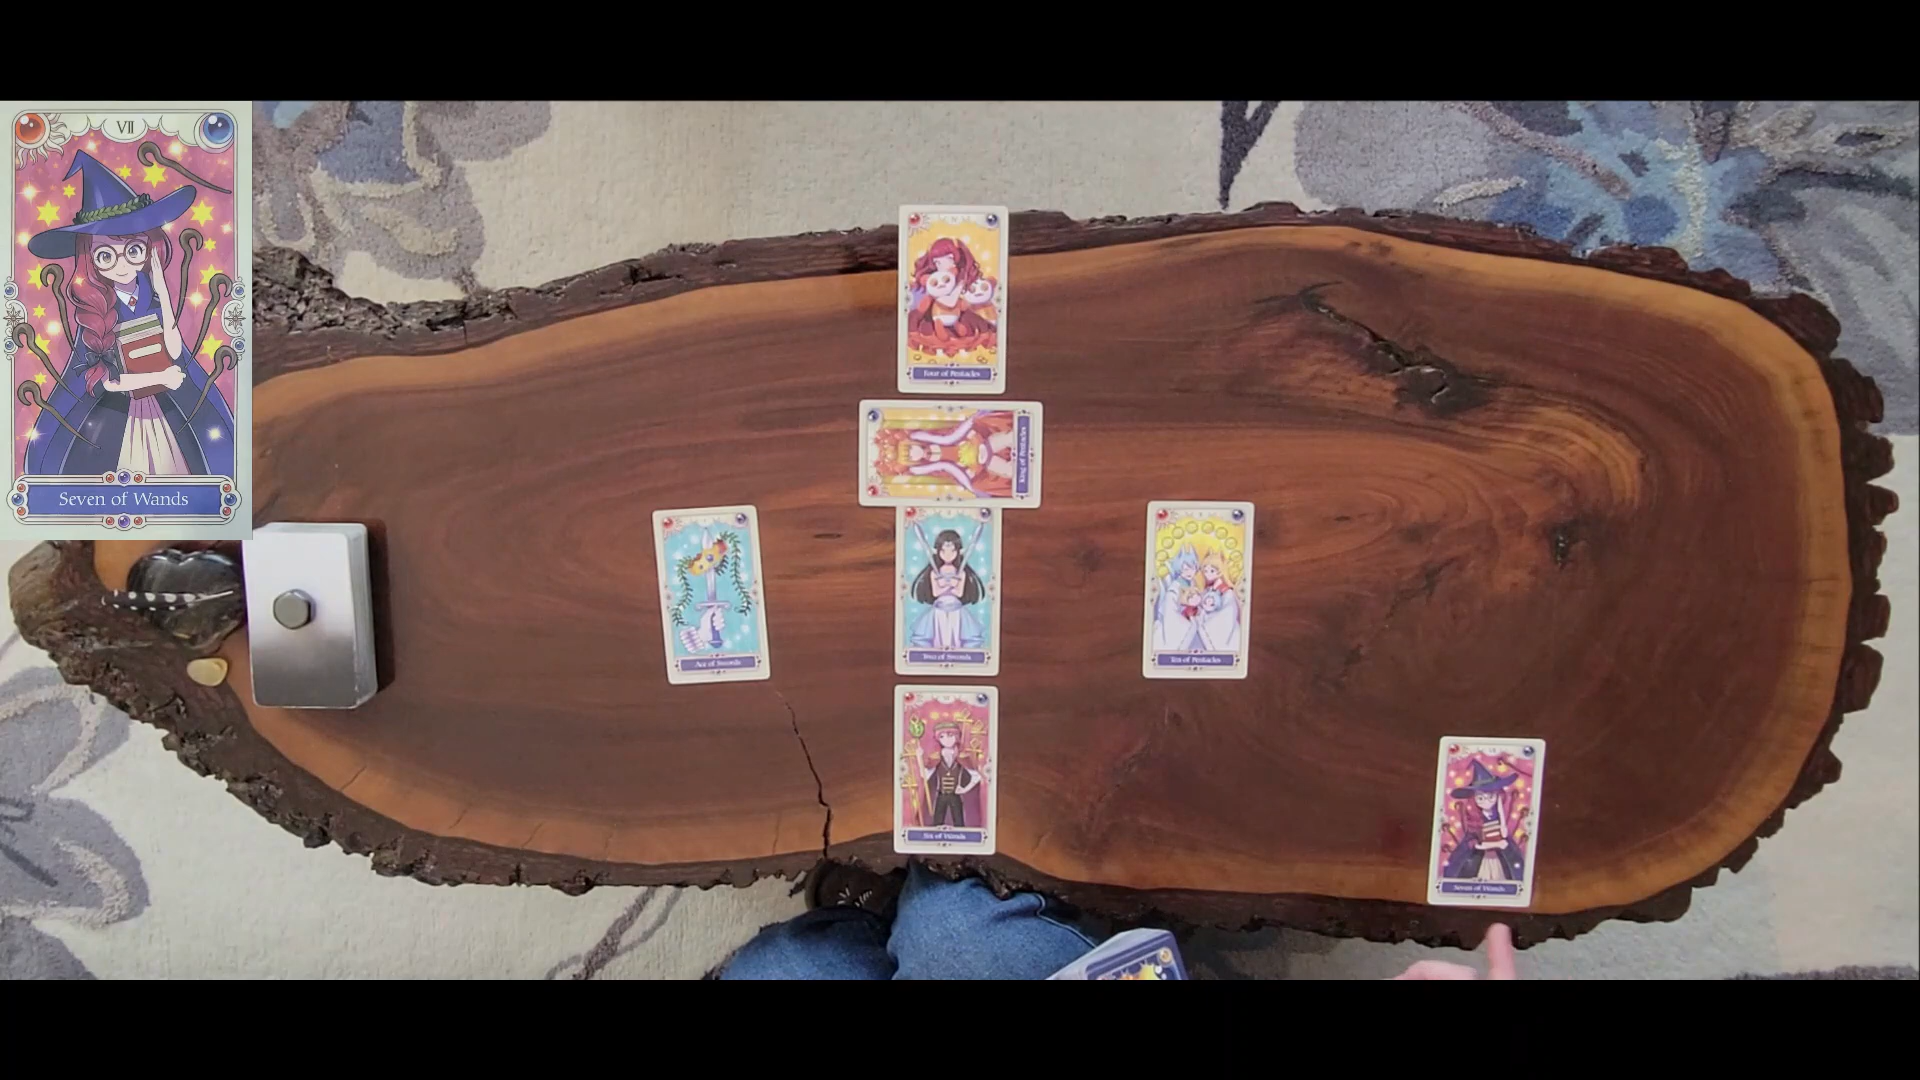 VII
Seven of Wands
Four of Pentacles
King of Pentacles
Ace of Swords
Two of Swords
Ten of Pentacles
Six of Wands
Seven of Wands